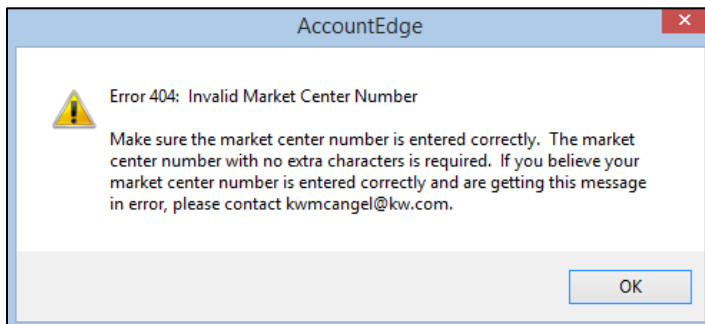 AccountEdge
Error 404:  Invalid Market Center Number
Make sure the market center number is entered correctly.  The market
center number with no extra characters is required.  If you believe your
market center number is entered correctly and are getting this message
in error, please contact kwmcangel@kw.com.
OK